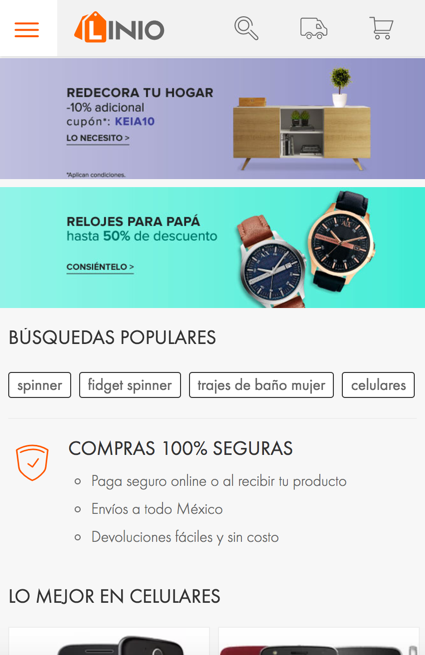 LINIO
REDECORA TU HOGAR
-10% adicional
cupón*: KEIA10
LO NECESITO >
*Aplican condiciones.
RELOJES PARA PAPÁ
hasta 50% de descuento
CONSIÉNTELO >
BÚSQUEDAS POPULARES
spinner fidget spinner trajes de baño mujer celulares
COMPRAS 100% SEGURAS
Paga seguro online o al recibir tu producto
Envíos a todo México
Devoluciones fáciles y sin costo
LO MEJOR EN CELULARES